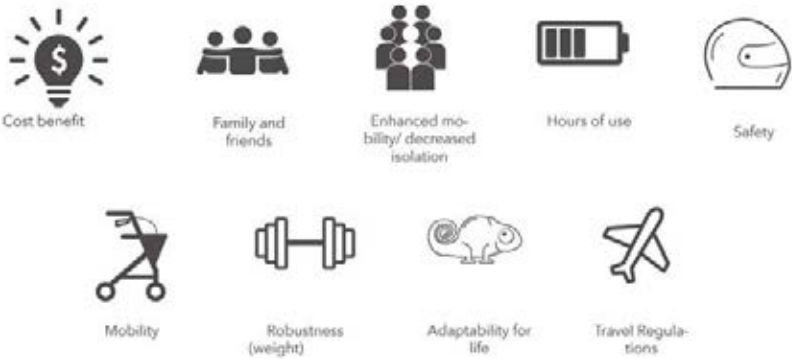 $
Cost benefit
Family and
friends
Enhanced mo-
bility/ decreased
isolation
Hours of use
Safety
Mobility
Robustness
(weight)
Adaptability for
life
Travel Regula-
tions